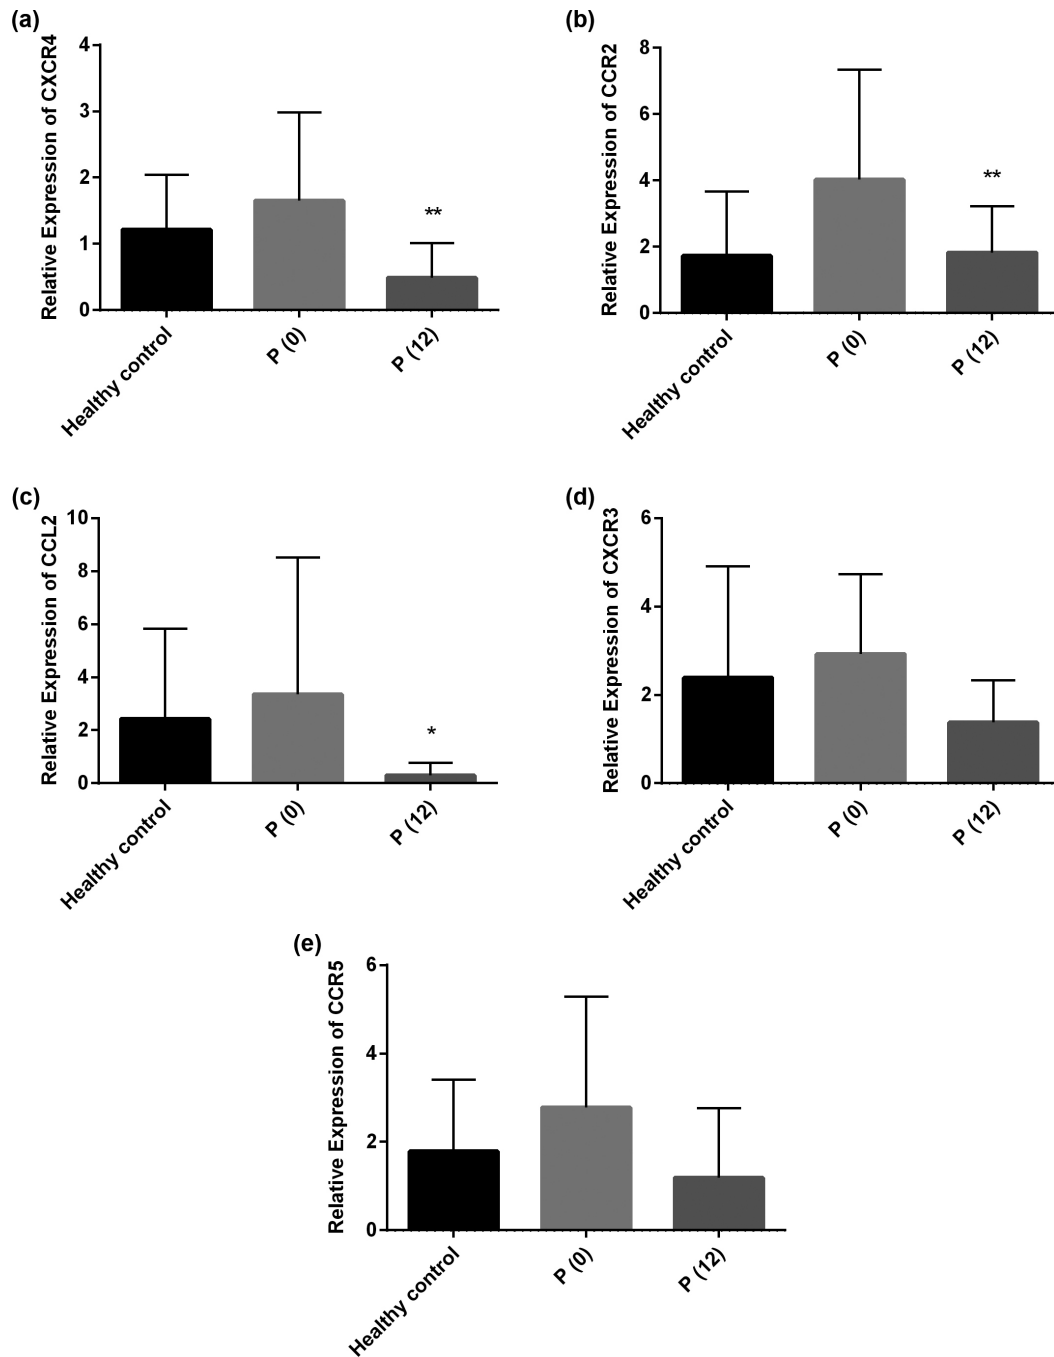 (a)
Relative Expression of CXCR4
4
3
2
1
0
**
Healthy control
P (0)
P (12)
(b)
Relative Expression of CCR2
8
6
4
2
0
**
Healthy control
P (0)
P (12)
(c)
Relative Expression of CCL2
10
8
6
4
2
0
*
Healthy control
P (0)
P (12)
(d)
Relative Expression of CXCR3
6
4
2
0
Healthy control
P (0)
P (12)
(e)
Relative Expression of CCR5
6
4
2
0
Healthy control
P (0)
P (12)